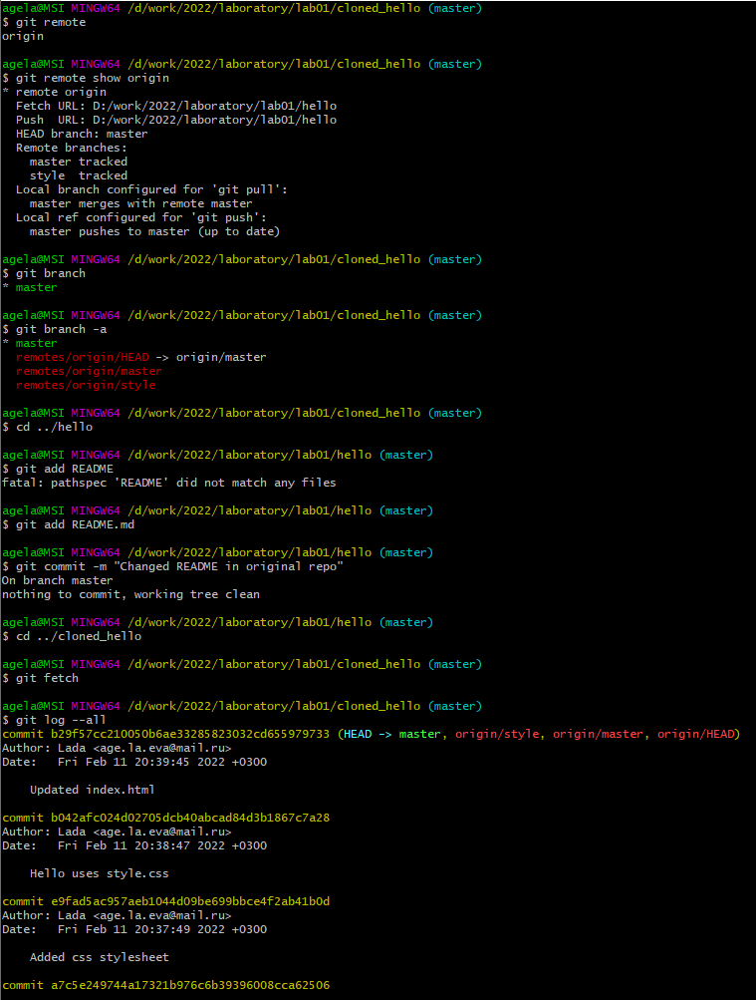 agela@MSI MINGW64 /d/work/2022/laboratory/lab01/cloned_hello (master)
$ git remote
origin

agela@MSI MINGW64 /d/work/2022/laboratory/lab01/cloned_hello (master)
$ git remote show origin
* remote origin
  Fetch URL: D:/work/2022/laboratory/lab01/hello
  Push  URL: D:/work/2022/laboratory/lab01/hello
  HEAD branch: master
  Remote branches:
    master tracked
    style  tracked
  Local branch configured for 'git pull':
    master merges with remote master
  Local ref configured for 'git push':
    master pushes to master (up to date)

agela@MSI MINGW64 /d/work/2022/laboratory/lab01/cloned_hello (master)
$ git branch
* master

agela@MSI MINGW64 /d/work/2022/laboratory/lab01/cloned_hello (master)
$ git branch -a
* master
  remotes/origin/HEAD -> origin/master
  remotes/origin/master
  remotes/origin/style

agela@MSI MINGW64 /d/work/2022/laboratory/lab01/cloned_hello (master)
$ cd ../hello

agela@MSI MINGW64 /d/work/2022/laboratory/lab01/hello (master)
$ git add README
fatal: pathspec 'README' did not match any files

agela@MSI MINGW64 /d/work/2022/laboratory/lab01/hello (master)
$ git add README.md

agela@MSI MINGW64 /d/work/2022/laboratory/lab01/hello (master)
$ git commit -m "Changed README in original repo"
On branch master
nothing to commit, working tree clean

agela@MSI MINGW64 /d/work/2022/laboratory/lab01/hello (master)
$ cd ../cloned_hello

agela@MSI MINGW64 /d/work/2022/laboratory/lab01/cloned_hello (master)
$ git fetch

agela@MSI MINGW64 /d/work/2022/laboratory/lab01/cloned_hello (master)
$ git log --all
commit b29f57cc210050b6ae33285823032cd655979733 (HEAD -> master, origin/style, origin/master, origin/HEAD)
Author: Lada <age.la.eva@mail.ru>
Date:   Fri Feb 11 20:39:45 2022 +0300

    Updated index.html

commit b042afc024d02705dcb40abcad84d3b1867c7a28
Author: Lada <age.la.eva@mail.ru>
Date:   Fri Feb 11 20:38:47 2022 +0300

    Hello uses style.css

commit e9fad5ac957aeb1044d09be699bbce4f2ab41b0d
Author: Lada <age.la.eva@mail.ru>
Date:   Fri Feb 11 20:37:49 2022 +0300

    Added css stylesheet

commit a7c5e249744a17321b976c6b39396008cca62506